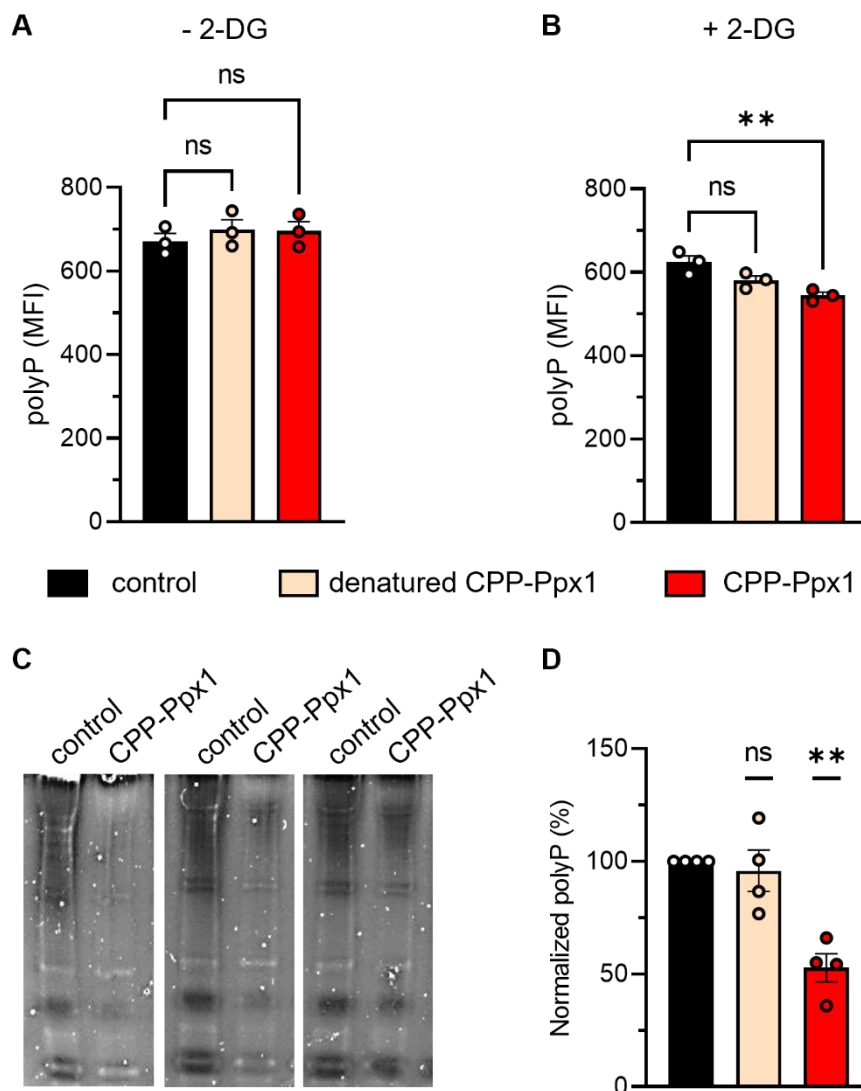 A
- 2-DG
ns
ns
polyP (MFI)
800
600
400
200
0
B
+ 2-DG
**
ns
polyP (MFI)
800
600
400
200
0
control
denatured CPP-Ppx1
CPP-Ppx1
C
control
CPP-Ppx1
control
CPP-Ppx1
control
CPP-Ppx1
D
Normalized polyP (%)
150
100
50
0
ns
**